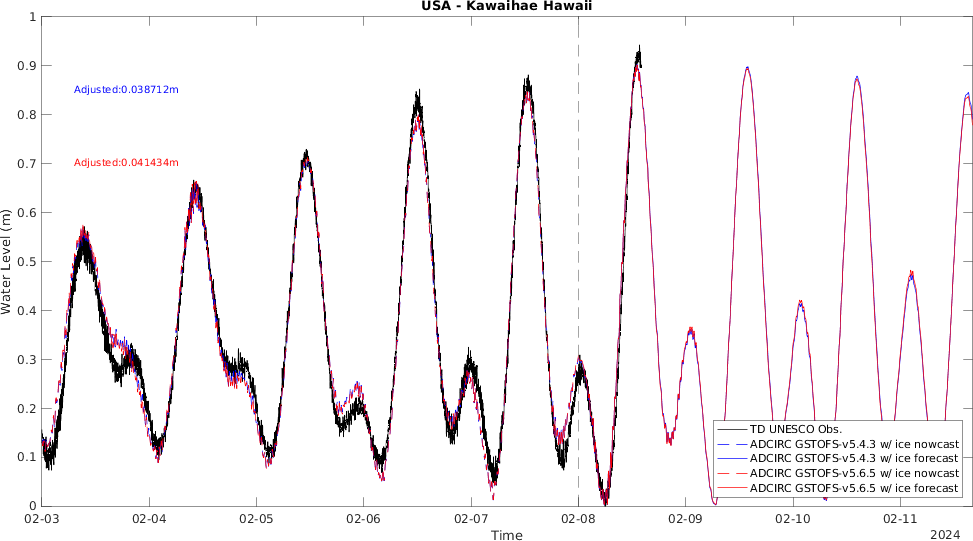 USA - Kawaihae Hawaii
1
0.9
0.8
0.7
0.6
0.5
0.4
0.3
0.2
0.1
0
Water Level (m)
Adjusted:0.038712m
Adjusted:0.041434m
TD UNESCO Obs.
ADCIRC GSTOFS-v5.4.3 w/ ice nowcast
ADCIRC GSTOFS-v5.4.3 w/ ice forecast
ADCIRC GSTOFS-v5.6.5 w/ ice nowcast
ADCIRC GSTOFS-v5.6.5 w/ ice forecast
02-03 02-04 02-05 02-06 02-07 02-08 02-09 02-10 02-11
Time
2024